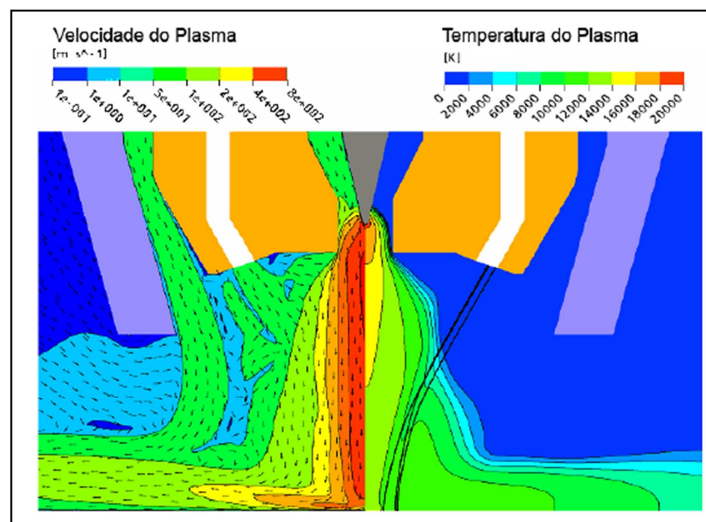 Velocidade do Plasma
[m s^-1]
1e-001 1e+000 1e+001 5e+001 1e+002 2e+002 4e+002 8e+002
Temperatura do Plasma
[K]
0 2000 4000 6000 8000 10000 12000 14000 16000 18000 20000